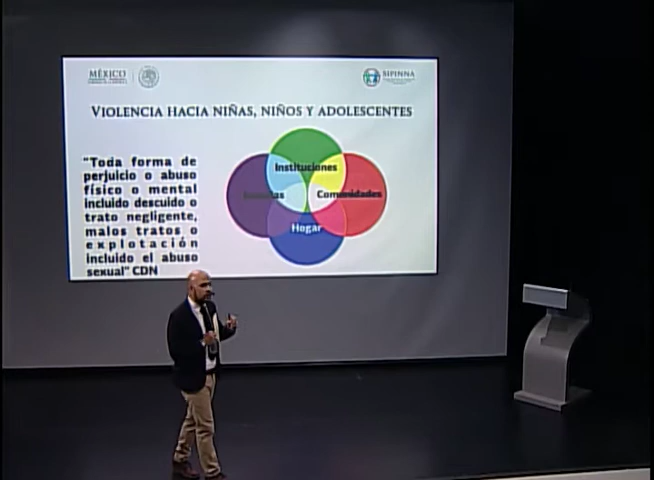 MÉXICO
SIPINNA
VIOLENCIA HACIA NIÑAS, NIÑOS Y ADOLESCENTES
"Toda forma de
perjuicio o abuso
físico o mental
incluido descuido o
trato negligente,
malos tratos o
explotación
incluido el abuso
sexual" CDN
Instituciones
Comunidades
Hogar